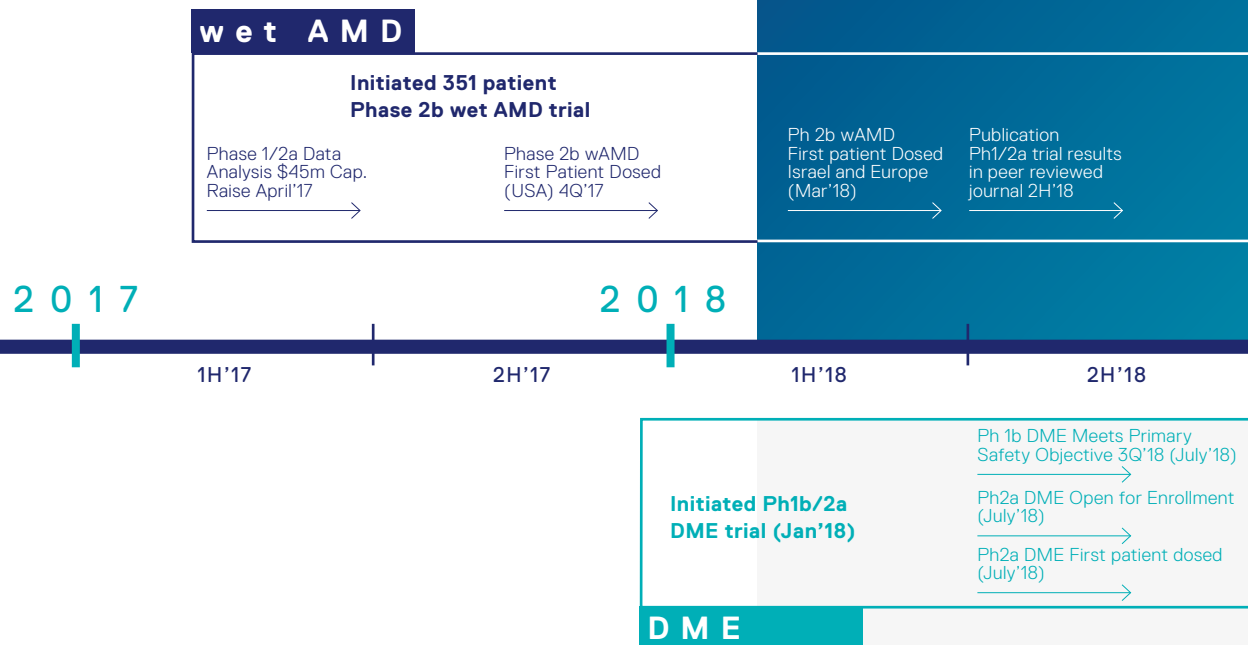 wet AMD
Initiated 351 patient
Phase 2b wet AMD trial
Phase 1/2a Data
Analysis $45m Cap.
Raise April'17
Phase 2b wAMD
First Patient Dosed
(USA) 4Q'17
Ph 2b wAMD
First patient Dosed
Israel and Europe
(Mar'18)
Publication
Ph1/2a trial results
in peer reviewed
journal 2H'18
2017
2018
1H'17
2H'17
1H'18
2H'18
Initiated Ph1b/2a
DME trial (Jan'18)
Ph 1b DME Meets Primary
Safety Objective 3Q'18 (July'18)
Ph2a DME Open for Enrollment
(July'18)
Ph2a DME First patient dosed
(July'18)
DME